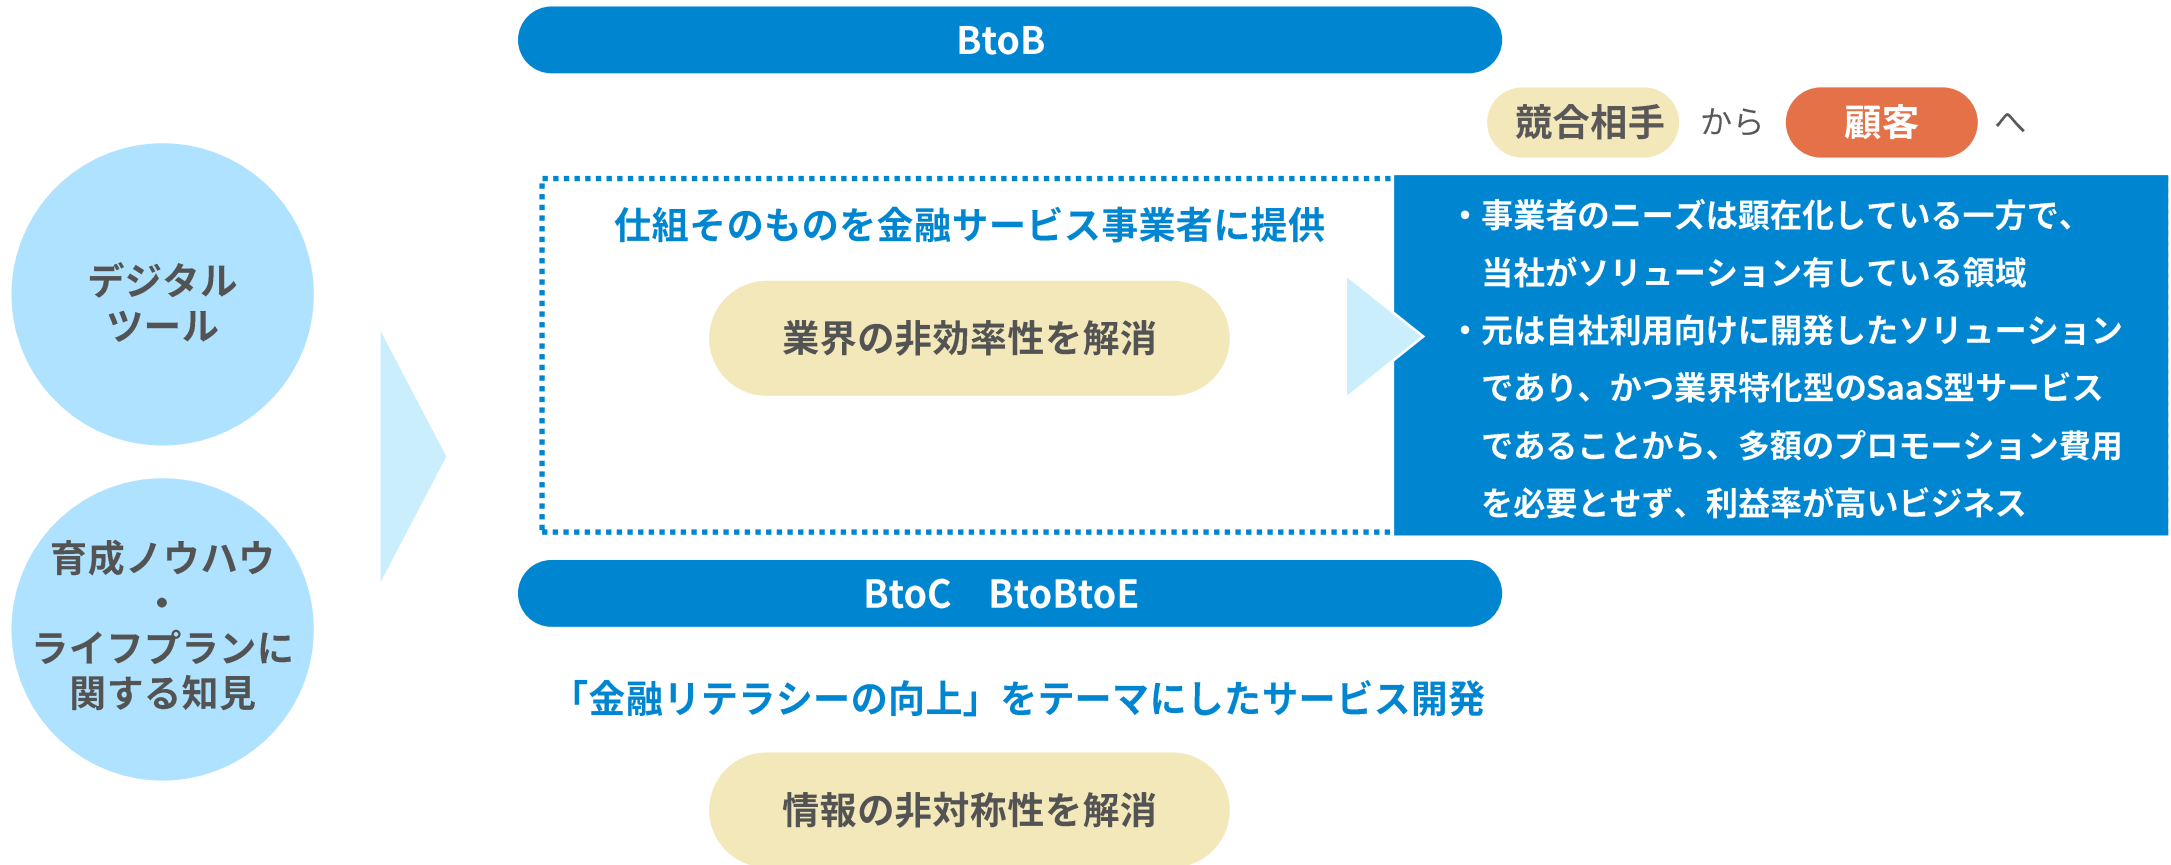 デジタル
ツール
育成ノウハウ
・
ライフプランに
関する知見
BtoB
競合相手 から 顧客 へ
仕組そのものを金融サービス事業者に提供
業界の非効率性を解消
・事業者のニーズは顕在化している一方で、
当社がソリューション有している領域
・元は自社利用向けに開発したソリューション
であり、かつ業界特化型のSaaS型サービス
であることから、多額のプロモーション費用
を必要とせず、利益率が高いビジネス
BtoC BtoBtoE
「金融リテラシーの向上」をテーマにしたサービス開発
情報の非対称性を解消